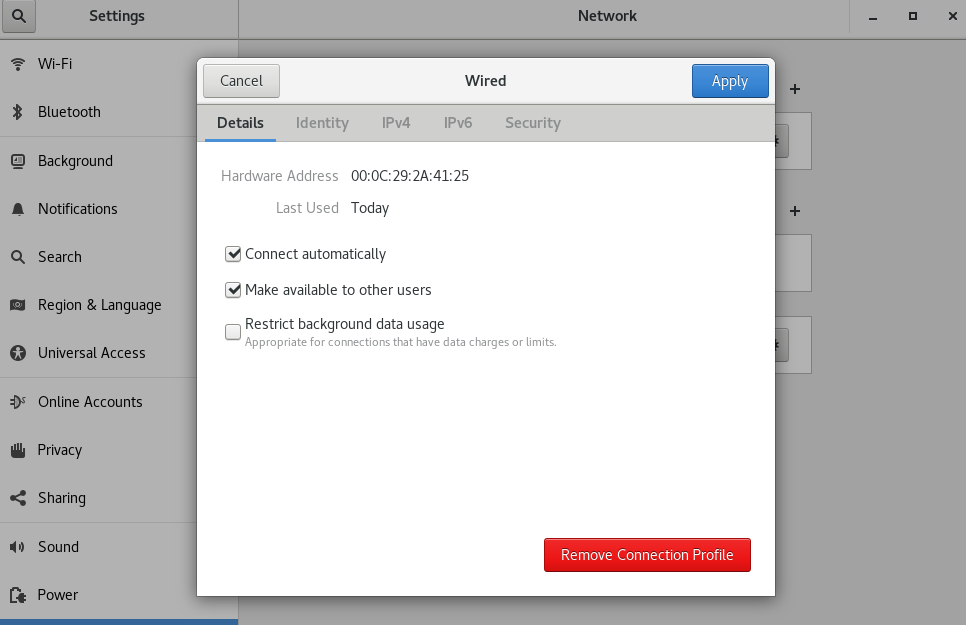 Settings
Network
Wi-Fi
Bluetooth
Background
Notifications
Search
Region & Language
Universal Access
Online Accounts
Privacy
Sharing
Sound
Power
Cancel
Wired
Apply
Details
Identity
IPv4
IPv6
Security
Hardware Address 00:0C:29:2A:41:25
Last Used Today
Connect automatically
Make available to other users
Restrict background data usage
Appropriate for connections that have data charges or limits.
Remove Connection Profile